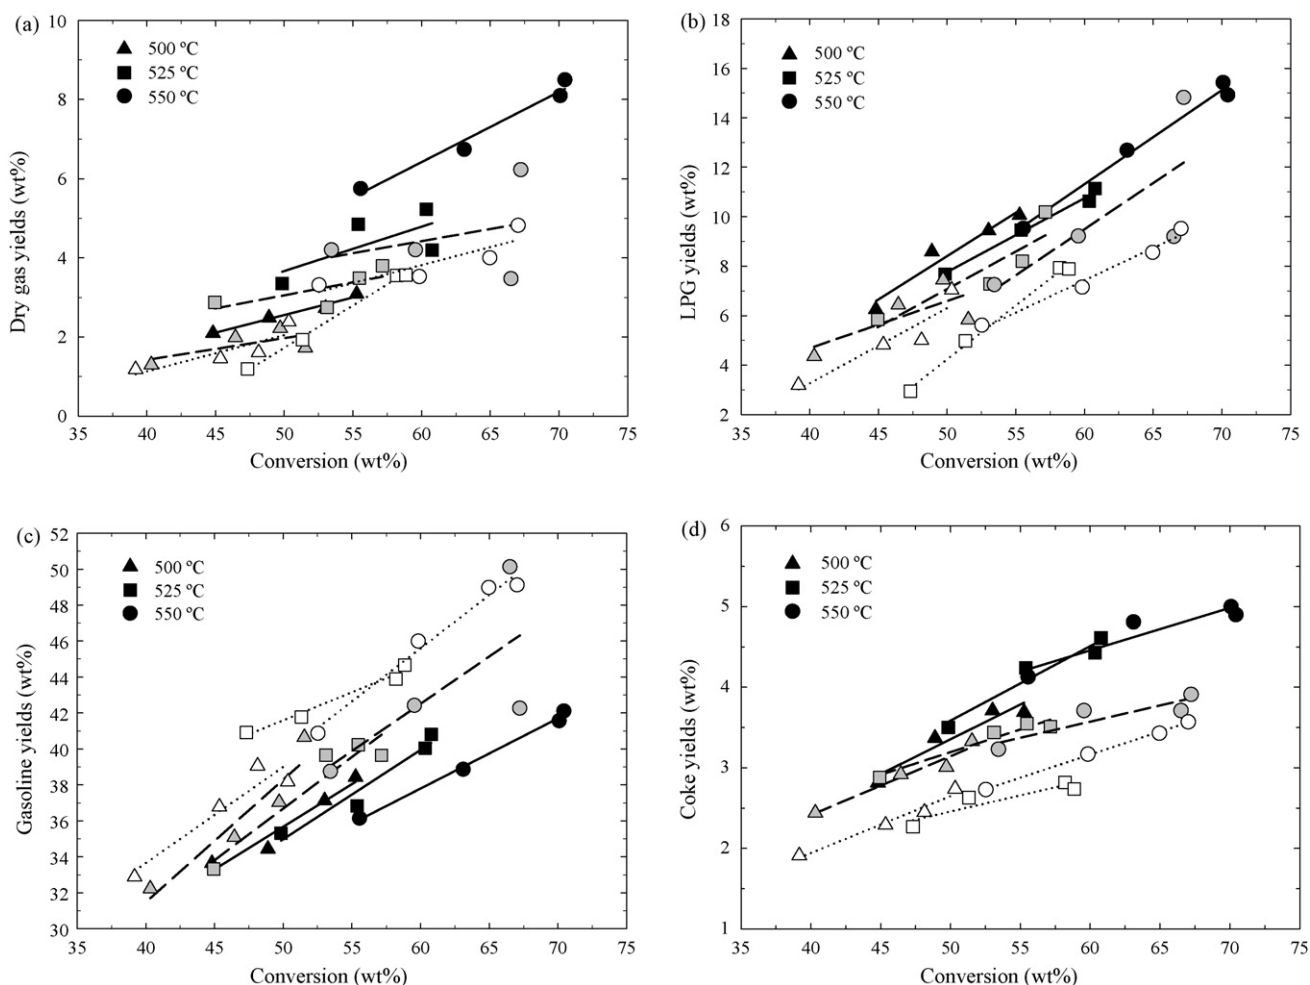 (a)
10
8
6
4
2
0
500 ºC
525 ºC
550 ºC
Dry gas yields (wt%)
35 40 45 50 55 60 65 70 75
Conversion (wt%)
(b)
18
16
14
12
10
8
6
4
2
500 ºC
525 ºC
550 ºC
LPG yields (wt%)
35 40 45 50 55 60 65 70 75
Conversion (wt%)
(c)
52
50
48
46
44
42
40
38
36
34
32
30
500 ºC
525 ºC
550 ºC
Gasoline yields (wt%)
35 40 45 50 55 60 65 70 75
Conversion (wt%)
(d)
6
5
4
3
2
1
500 ºC
525 ºC
550 ºC
Coke yields (wt%)
35 40 45 50 55 60 65 70 75
Conversion (wt%)